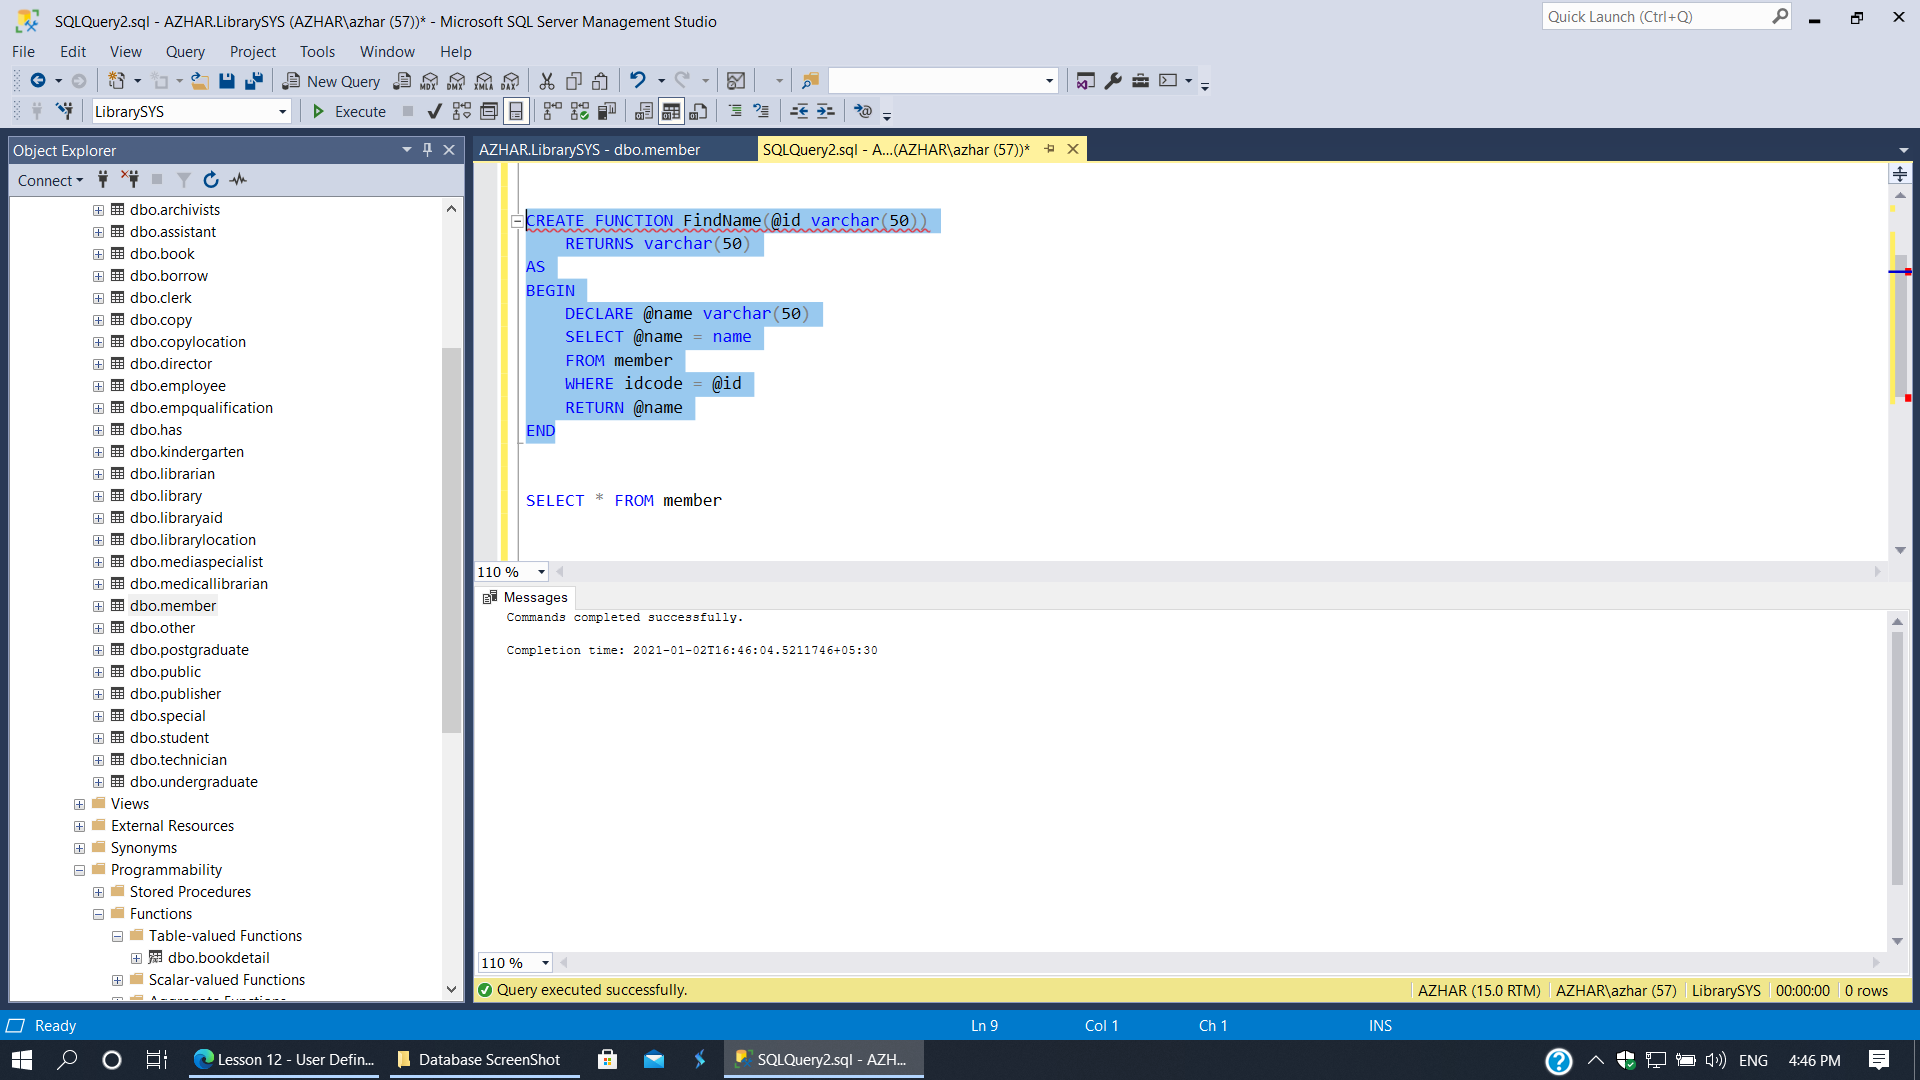 SQLQuery2.sql - AZHAR.LibrarySYS (AZHAR\azhar (57))* - Microsoft SQL Server Management Studio
Quick Launch (Ctrl+Q)
File Edit View Query Project Tools Window Help
New Query MDX DMX XMLA DAX
LibrarySYS Execute
Object Explorer
AZHAR.LibrarySYS - dbo.member
SQLQuery2.sql - A...(AZHAR\azhar (57))*
Connect
dbo.archivists
dbo.assistant
dbo.book
dbo.borrow
dbo.clerk
dbo.copy
dbo.copylocation
dbo.director
dbo.employee
dbo.empqualification
dbo.has
dbo.kindergarten
dbo.librarian
dbo.library
dbo.libraryaid
dbo.librarylocation
dbo.mediaspecialist
dbo.medicallibrarian
dbo.member
dbo.other
dbo.postgraduate
dbo.public
dbo.publisher
dbo.special
dbo.student
dbo.technician
dbo.undergraduate
Views
External Resources
Synonyms
Programmability
Stored Procedures
Functions
Table-valued Functions
dbo.bookdetail
Scalar-valued Functions
CREATE FUNCTION FindName(@id varchar(50))
RETURNS varchar(50)
AS
BEGIN
DECLARE @name varchar(50)
SELECT @name = name
FROM member
WHERE idcode = @id
RETURN @name
END
SELECT * FROM member
110 %
Messages
Commands completed successfully.
Completion time: 2021-01-02T16:46:04.5211746+05:30
110 %
Query executed successfully.
AZHAR (15.0 RTM) AZHAR\azhar (57) LibrarySYS 00:00:00 0 rows
Ready Ln 9 Col 1 Ch 1 INS
Lesson 12 - User Defin... Database ScreenShot SQLQuery2.sql - AZH... ENG 4:46 PM